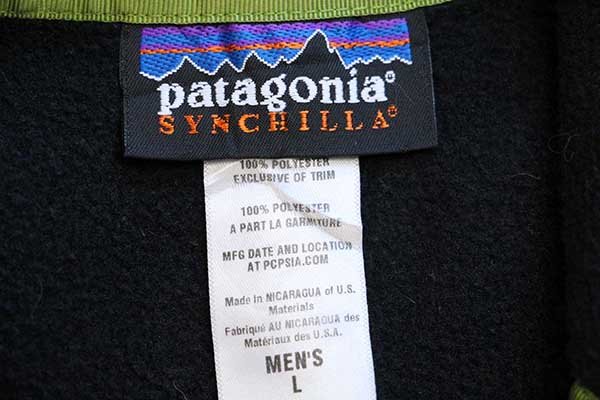 patagonia®
SYNCHILLA®
100% POLYESTER
EXCLUSIVE OF TRIM
100% POLYESTER
A PART LA GARNITURE
MFG DATE AND LOCATION
AT PCPSIA.COM
Made in NICARAGUA of U.S.
Materials
Fabriqué AU NICARAGUA des
Matériaux des U.S.A.
MEN'S
L